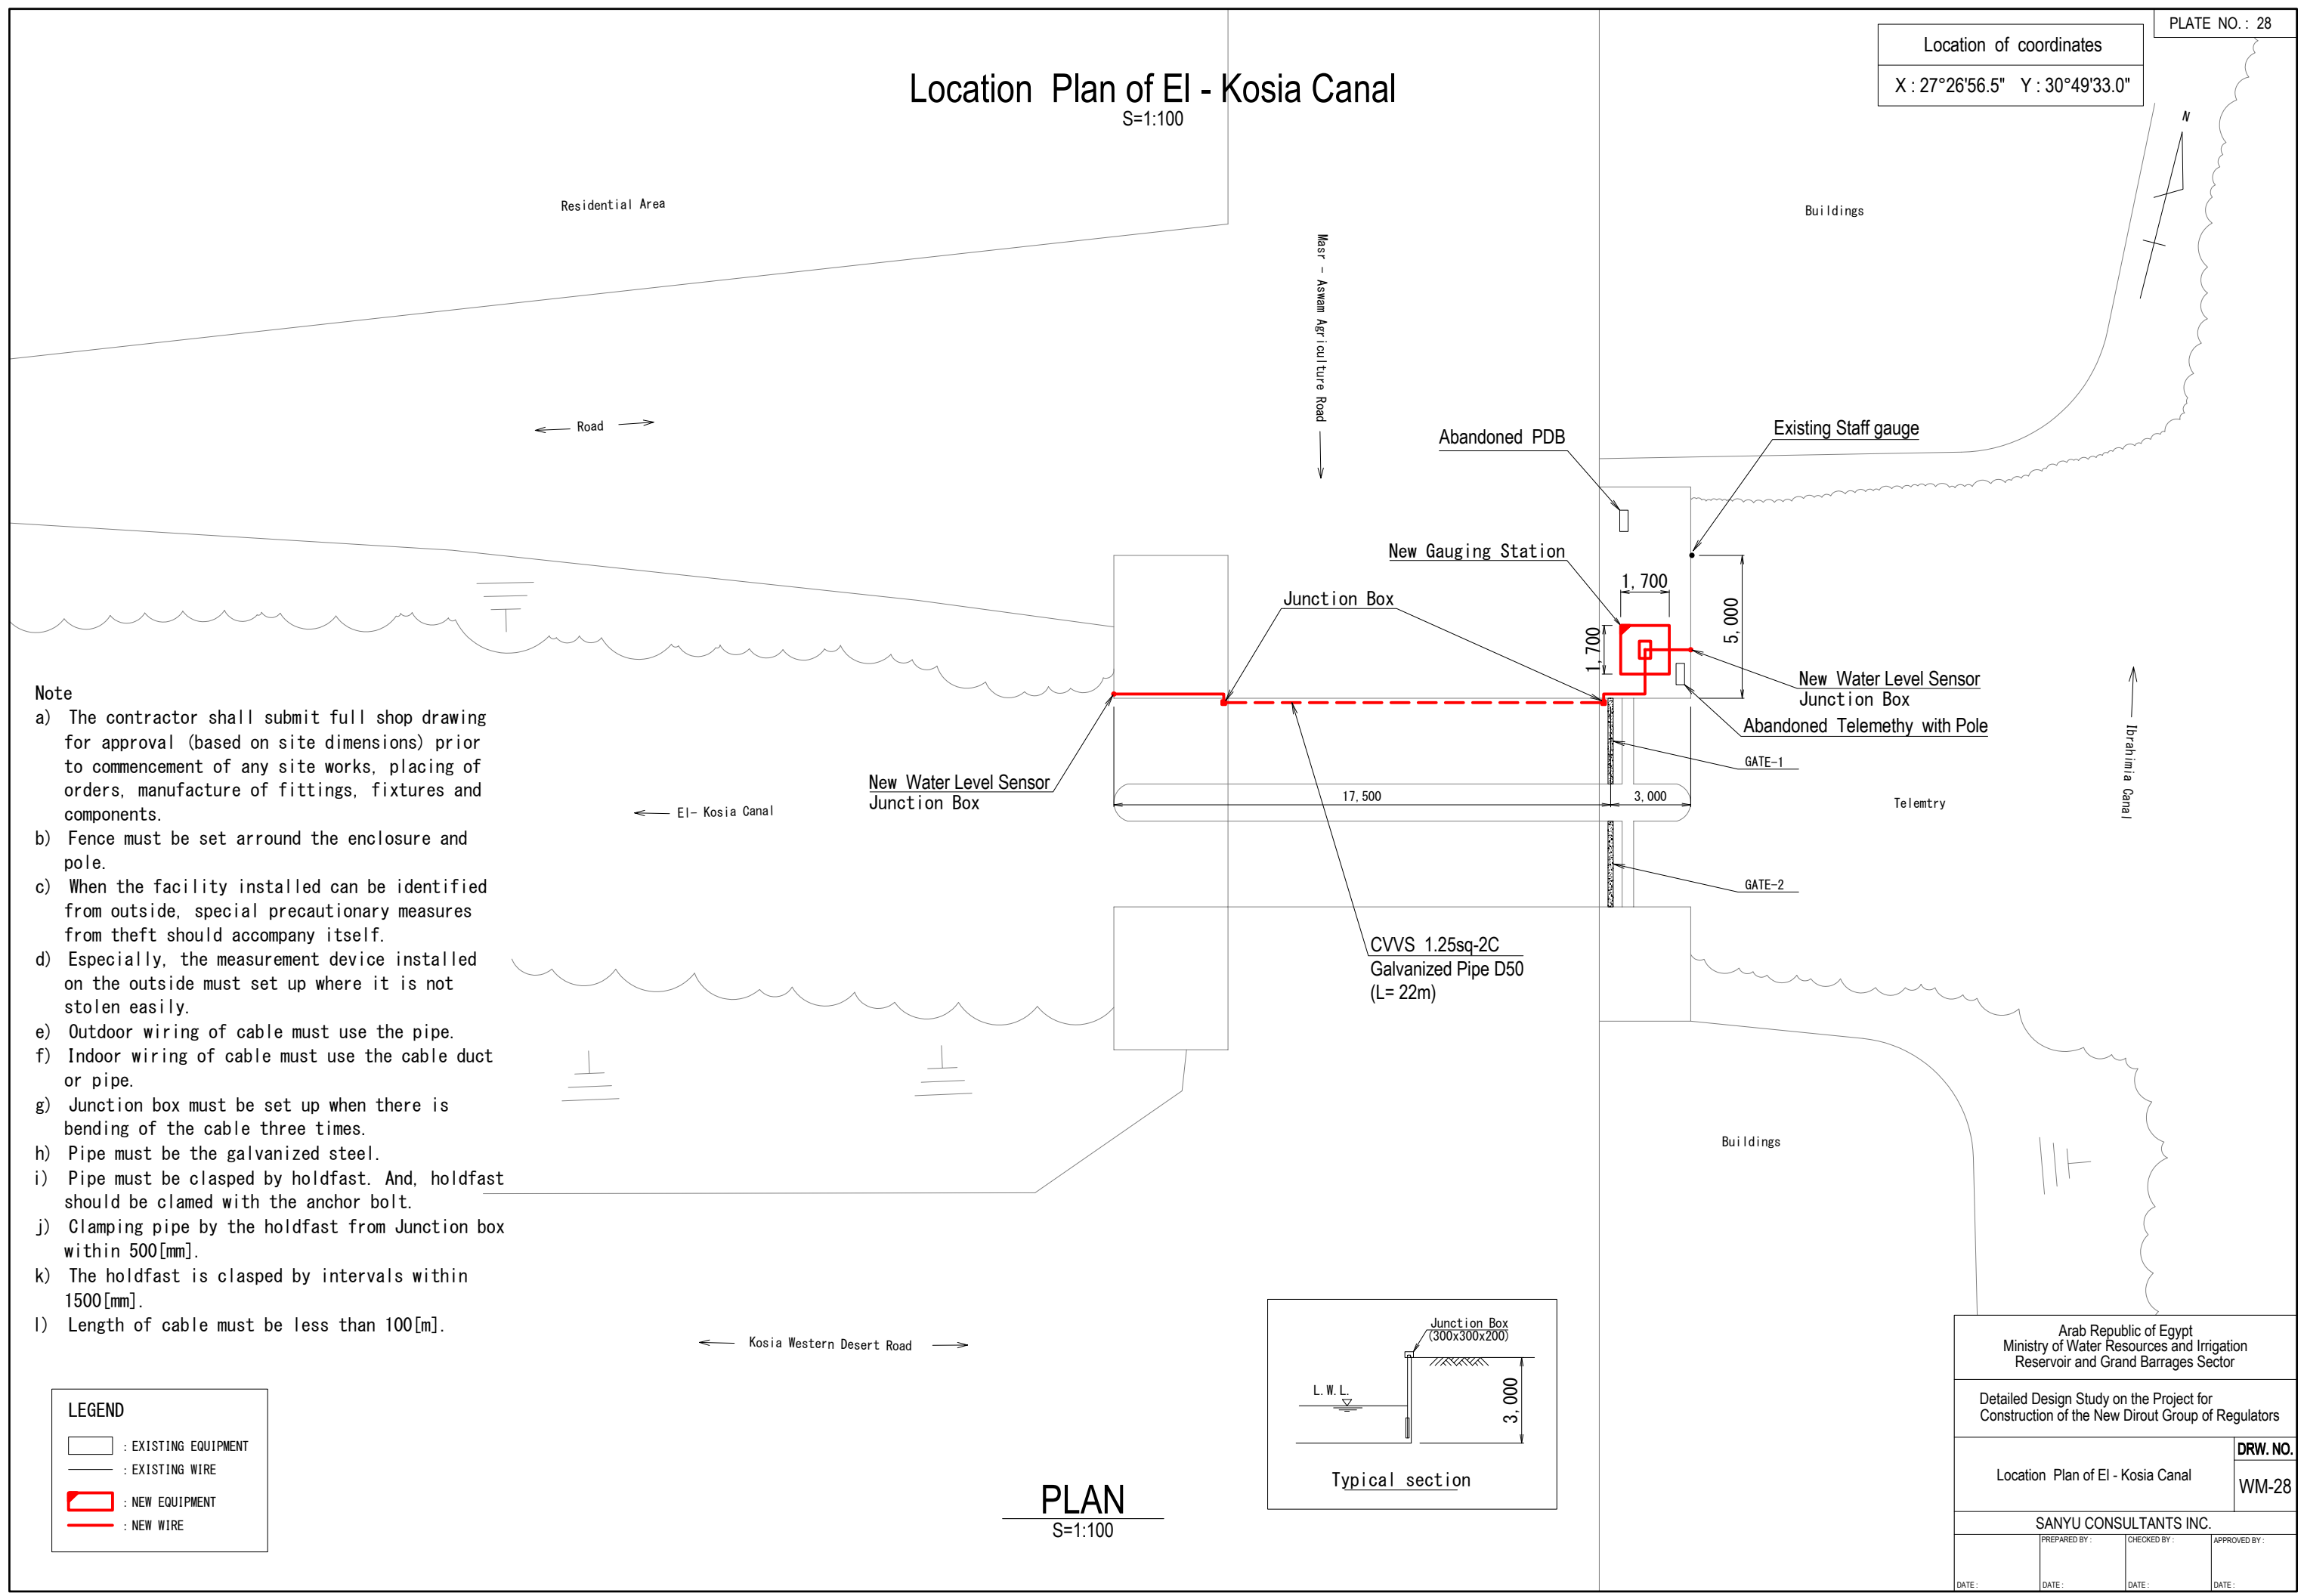 PLATE NO. : 28
Location of coordinates
X : 27°26'56.5" Y : 30°49'33.0"
Location Plan of El - Kosia Canal
S=1:100
N
Residential Area
Buildings
Masr - Aswam Agriculture Road
Road
Abandoned PDB
Existing Staff gauge
New Gauging Station
1,700
Junction Box
1,700
5,000
New Water Level Sensor
Junction Box
Abandoned Telemethy with Pole
GATE-1
New Water Level Sensor
Junction Box
17,500
3,000
Telemtry
Ibrahimia Canal
El- Kosia Canal
GATE-2
CVVS 1.25sq-2C
Galvanized Pipe D50
(L= 22m)
Buildings
Note
a) The contractor shall submit full shop drawing
for approval (based on site dimensions) prior
to commencement of any site works, placing of
orders, manufacture of fittings, fixtures and
components.
b) Fence must be set arround the enclosure and
pole.
c) When the facility installed can be identified
from outside, special precautionary measures
from theft should accompany itself.
d) Especially, the measurement device installed
on the outside must set up where it is not
stolen easily.
e) Outdoor wiring of cable must use the pipe.
f) Indoor wiring of cable must use the cable duct
or pipe.
g) Junction box must be set up when there is
bending of the cable three times.
h) Pipe must be the galvanized steel.
i) Pipe must be clasped by holdfast. And, holdfast
should be clamed with the anchor bolt.
j) Clamping pipe by the holdfast from Junction box
within 500[mm].
k) The holdfast is clasped by intervals within
1500[mm].
l) Length of cable must be less than 100[m].
Kosia Western Desert Road
LEGEND
: EXISTING EQUIPMENT
: EXISTING WIRE
: NEW EQUIPMENT
: NEW WIRE
PLAN
S=1:100
Junction Box
(300x300x200)
L.W.L.
3,000
Typical section
Arab Republic of Egypt
Ministry of Water Resources and Irrigation
Reservoir and Grand Barrages Sector
Detailed Design Study on the Project for
Construction of the New Dirout Group of Regulators
Location Plan of El - Kosia Canal
DRW. NO.
WM-28
SANYU CONSULTANTS INC.
PREPARED BY : CHECKED BY : APPROVED BY :
DATE : DATE : DATE : DATE :